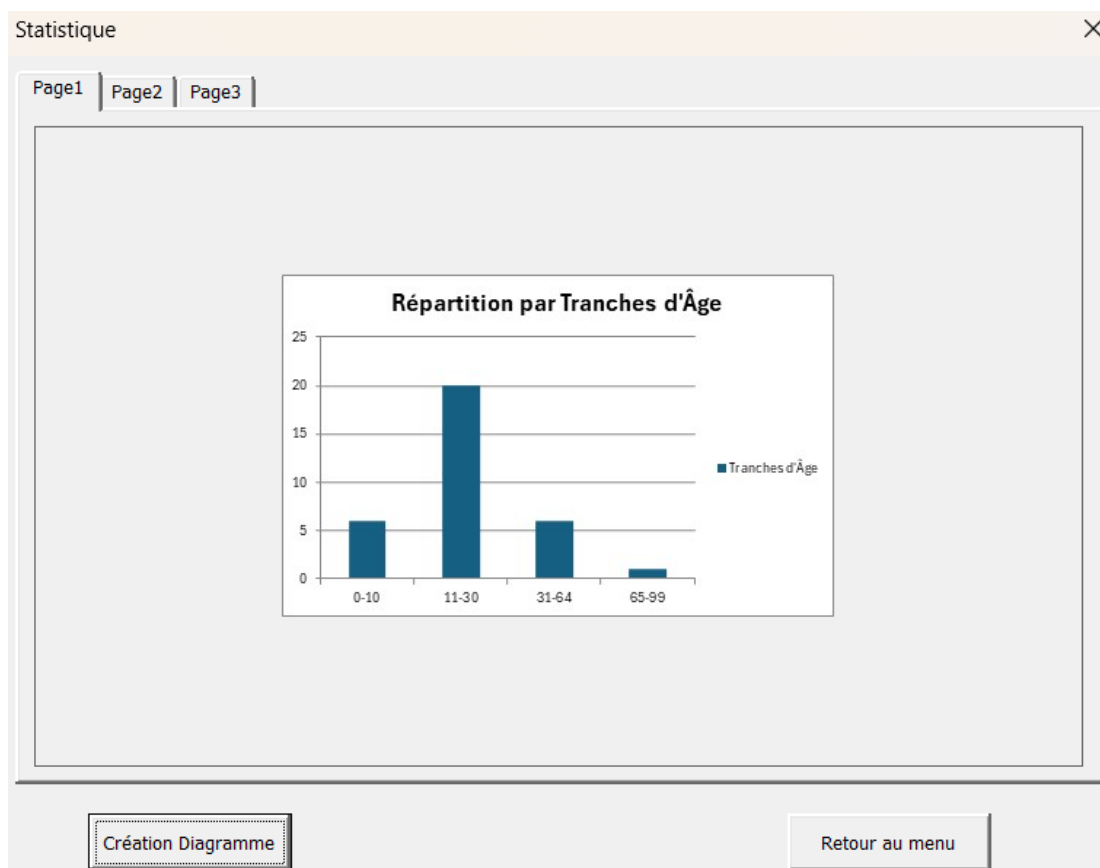 Statistique
Page1 Page2 Page3
Répartition par Tranches d'Âge
25
20
15
10
5
0
0-10 11-30 31-64 65-99
Tranches d'Âge
Création Diagramme Retour au menu